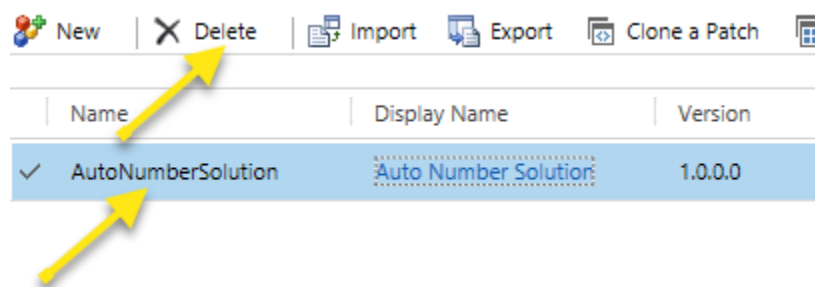 New Delete Import Export Clone a Patch
Name Display Name Version
AutoNumberSolution Auto Number Solution 1.0.0.0